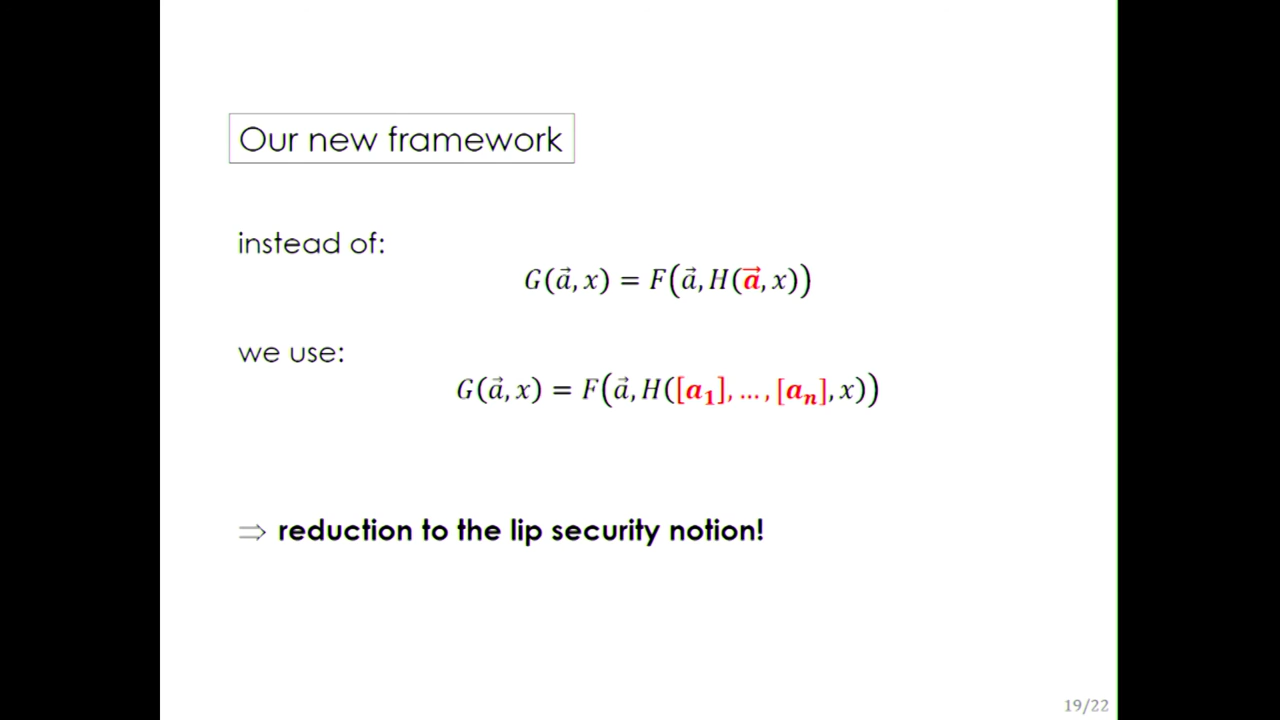 Our new framework
instead of:
G(a⃗, x) = F(a⃗, H(a⃗, x))
we use:
G(a⃗, x) = F(a⃗, H([a₁], … , [aₙ], x))
⇒ reduction to the lip security notion!
19/22